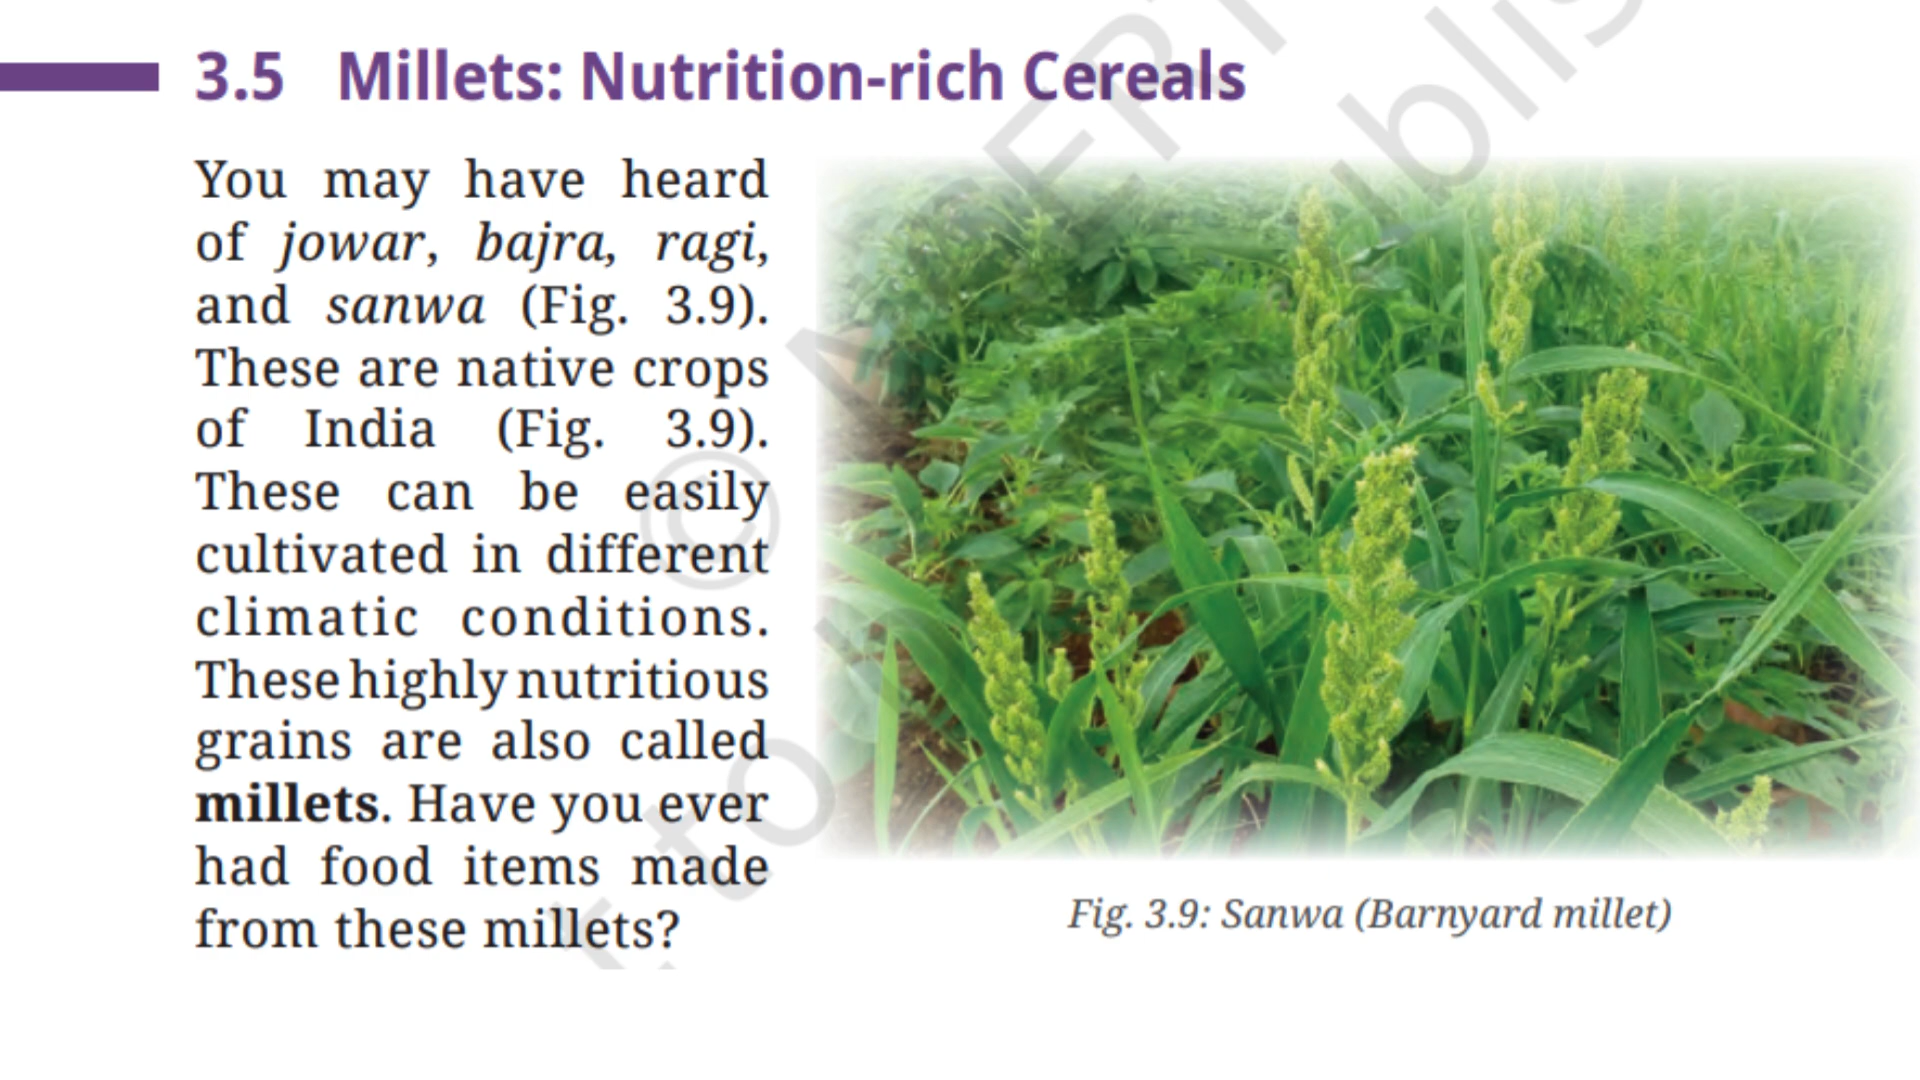 3.5 Millets: Nutrition-rich Cereals
You may have heard
of jowar, bajra, ragi,
and sanwa (Fig. 3.9).
These are native crops
of India (Fig. 3.9).
These can be easily
cultivated in different
climatic conditions.
These highly nutritious
grains are also called
millets. Have you ever
had food items made
from these millets?
Fig. 3.9: Sanwa (Barnyard millet)